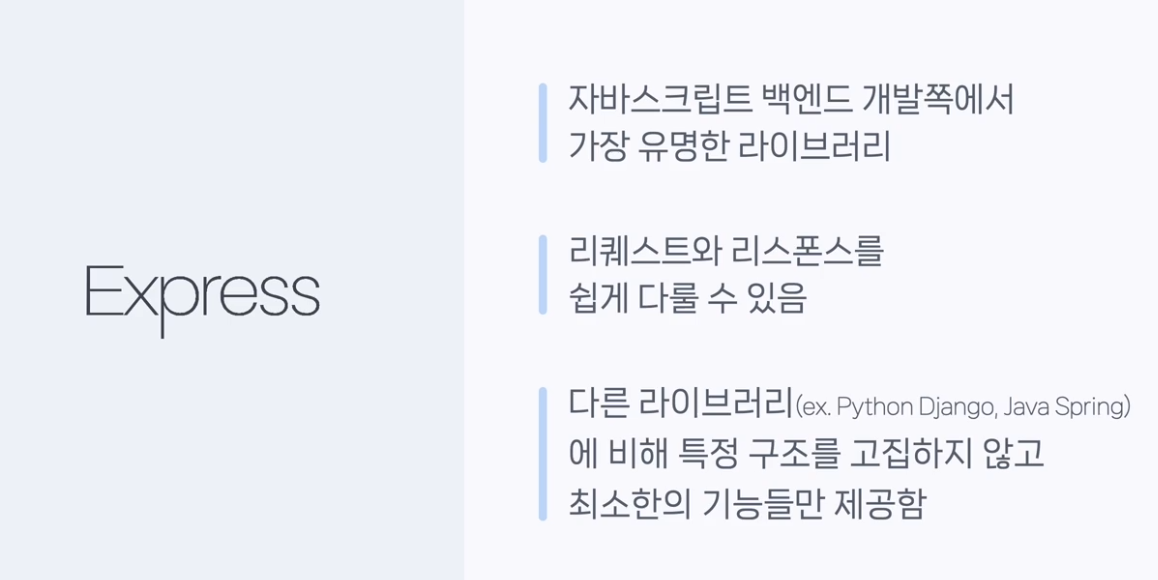 Express
자바스크립트 백엔드 개발쪽에서
가장 유명한 라이브러리
리퀘스트와 리스폰스를
쉽게 다룰 수 있음
다른 라이브러리(ex. Python Django, Java Spring)
에 비해 특정 구조를 고집하지 않고
최소한의 기능들만 제공함